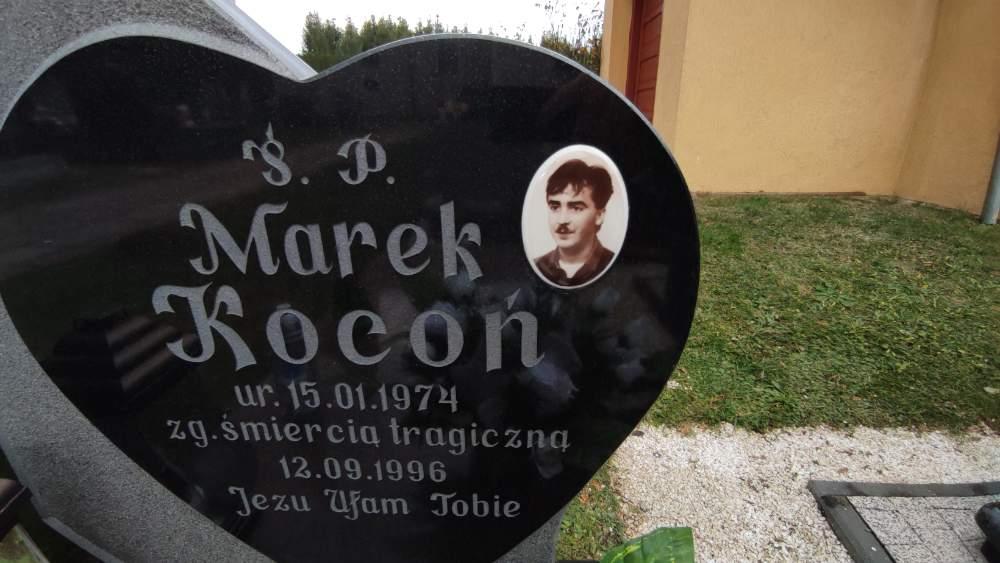 Ś. P.
Marek
Kocoń
ur. 15.01.1974
zg. śmiercią tragiczną
12.09.1996
Jezu Ufam Tobie